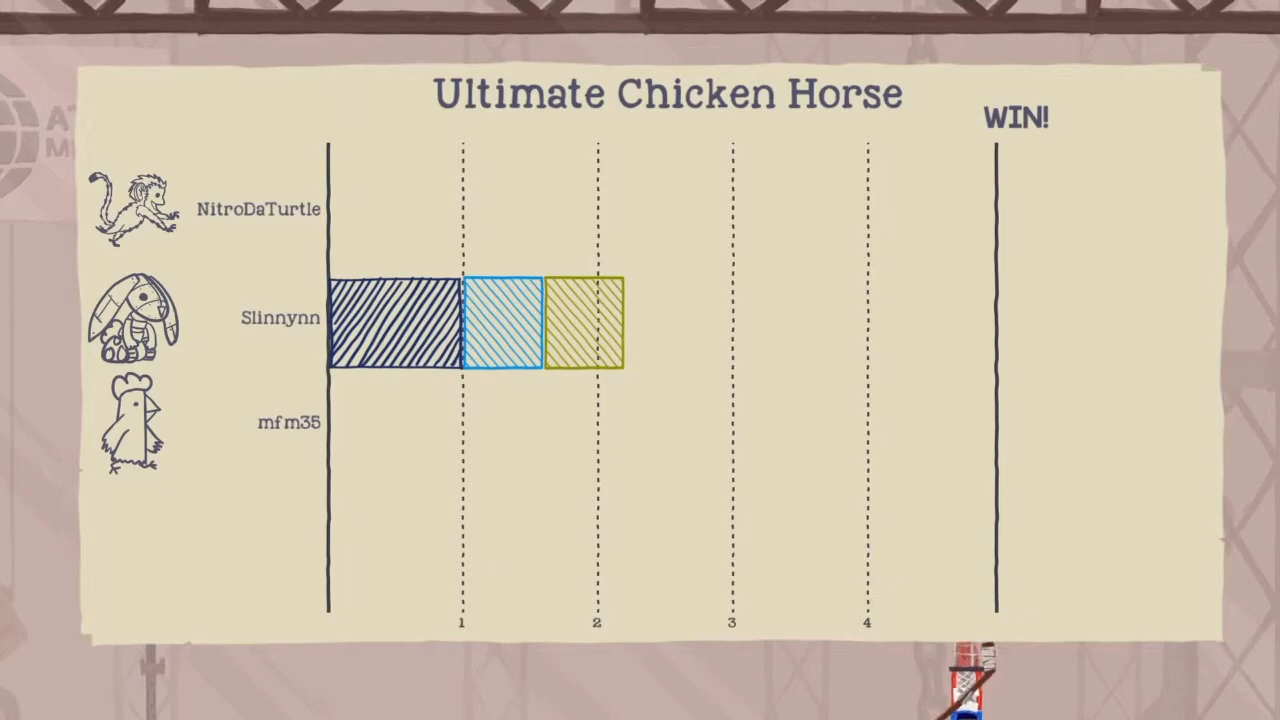 Ultimate Chicken Horse
WIN!
NitroDaTurtle
Slinnynn
mfm35
1 2 3 4